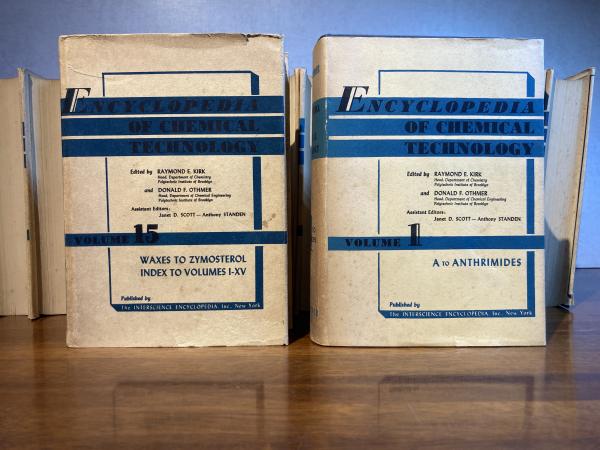 ENCYCLOPEDIA
OF CHEMICAL
TECHNOLOGY
Edited by RAYMOND E. KIRK
Head, Department of Chemistry
Polytechnic Institute of Brooklyn
and DONALD F. OTHMER
Head, Department of Chemical Engineering
Polytechnic Institute of Brooklyn
Assistant Editors:
Janet D. SCOTT — Anthony STANDEN
VOLUME 15
WAXES TO ZYMOSTEROL
INDEX TO VOLUMES I-XV
Published by
The INTERSCIENCE ENCYCLOPEDIA, Inc. New York
ENCYCLOPEDIA
OF CHEMICAL
TECHNOLOGY
Edited by RAYMOND E. KIRK
Head, Department of Chemistry
Polytechnic Institute of Brooklyn
and DONALD F. OTHMER
Head, Department of Chemical Engineering
Polytechnic Institute of Brooklyn
Assistant Editors:
Janet D. SCOTT — Anthony STANDEN
VOLUME 1
A TO ANTHRIMIDES
Published by
The INTERSCIENCE ENCYCLOPEDIA, Inc. New York